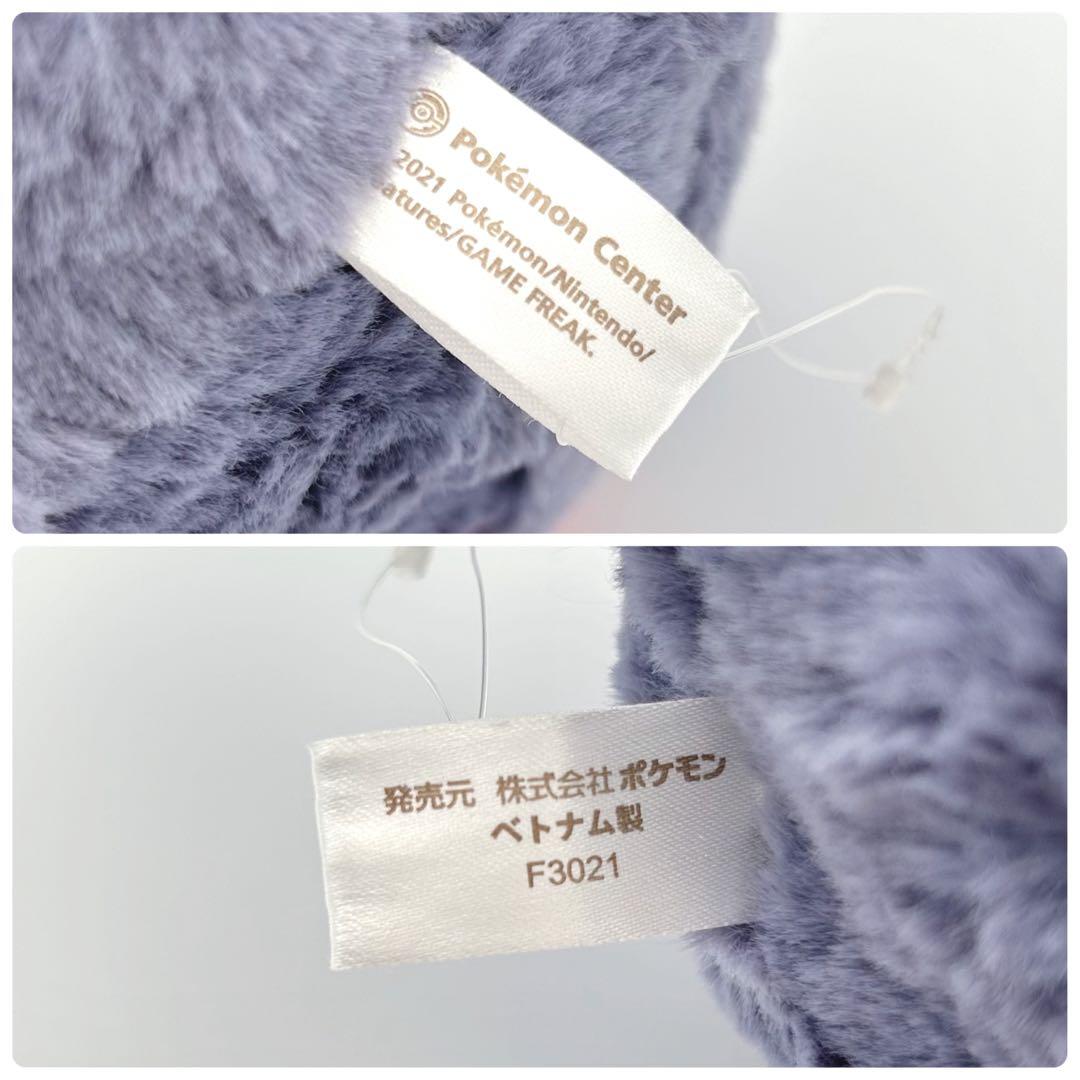 Pokémon Center
2021 Pokémon/Nintendo/
atures/GAME FREAK.
発売元 株式会社ポケモン
ベトナム製
F3021